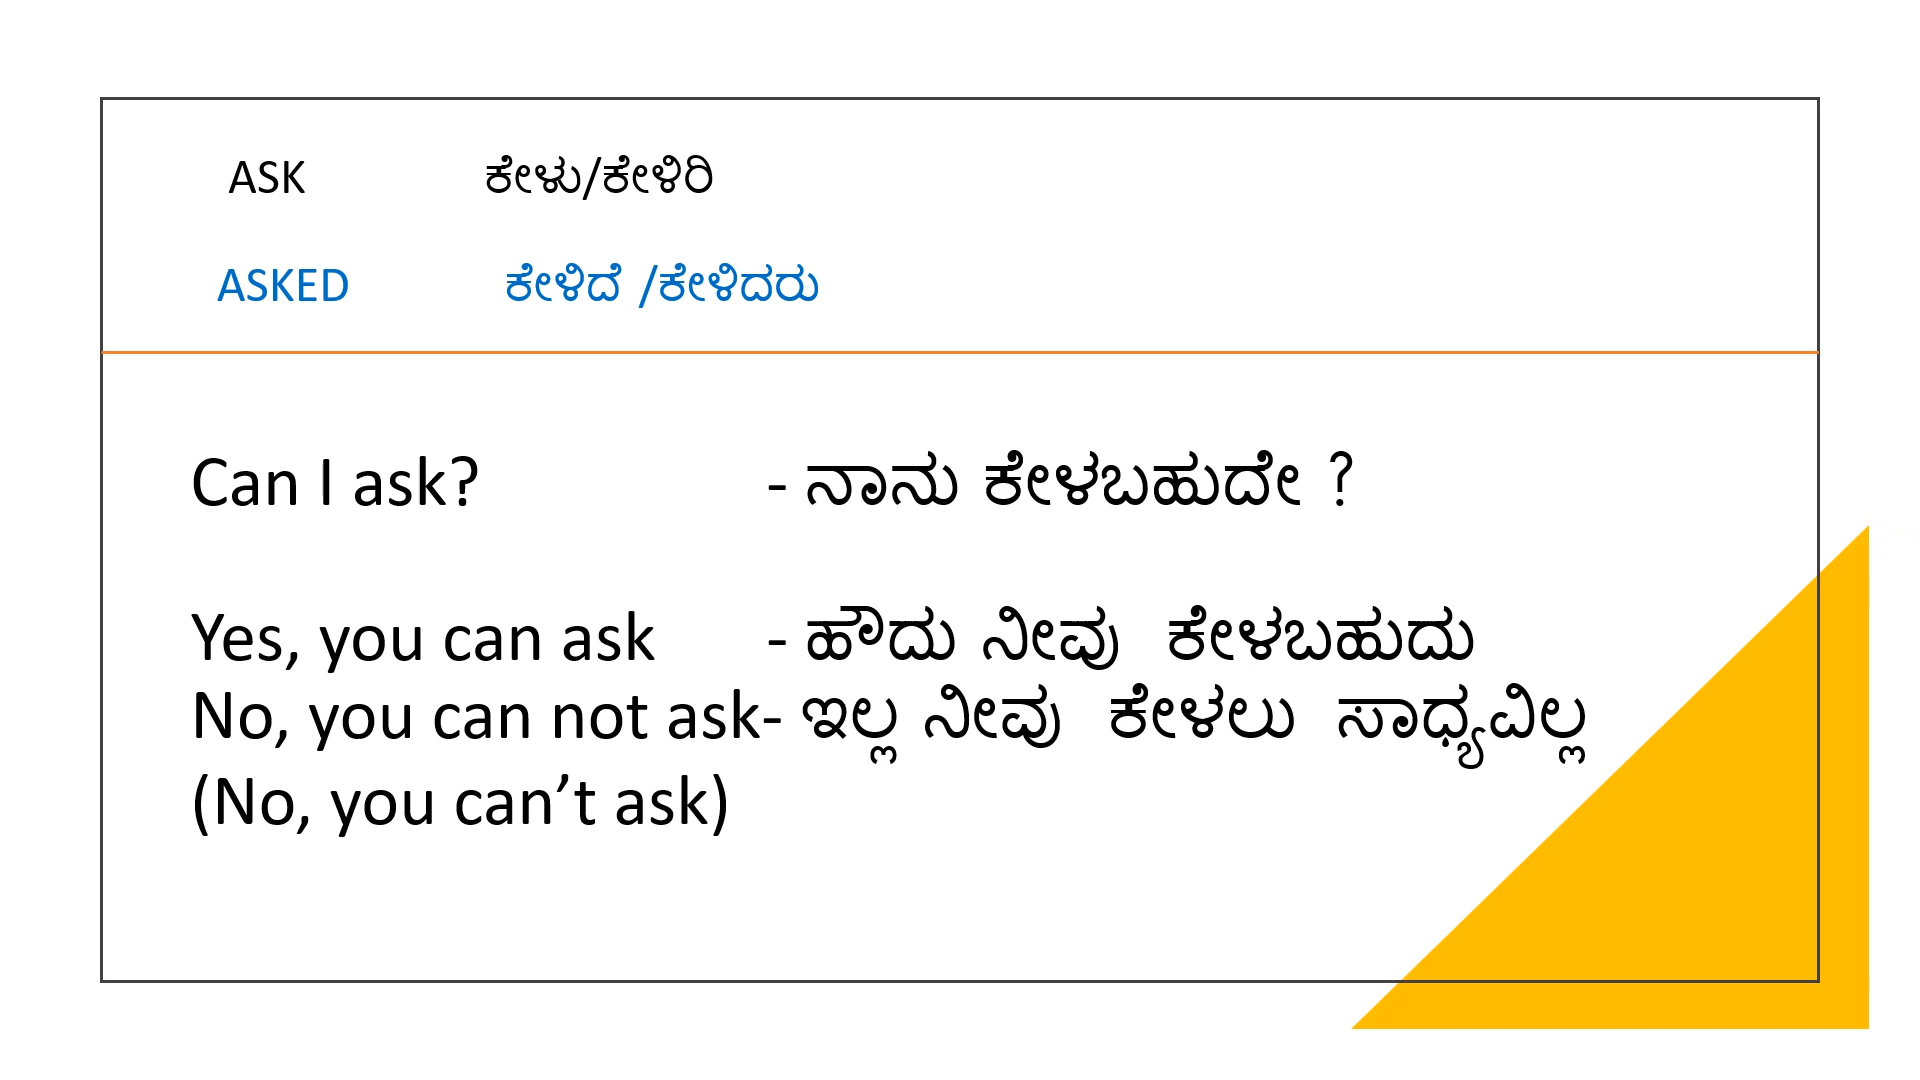 ASK ಕೇಳು/ಕೇಳಿರಿ
ASKED ಕೇಳಿದೆ /ಕೇಳಿದರು
Can I ask? - ನಾನು ಕೇಳಬಹುದೇ ?
Yes, you can ask - ಹೌದು ನೀವು ಕೇಳಬಹುದು
No, you can not ask- ಇಲ್ಲ ನೀವು ಕೇಳಲು ಸಾಧ್ಯವಿಲ್ಲ
(No, you can’t ask)